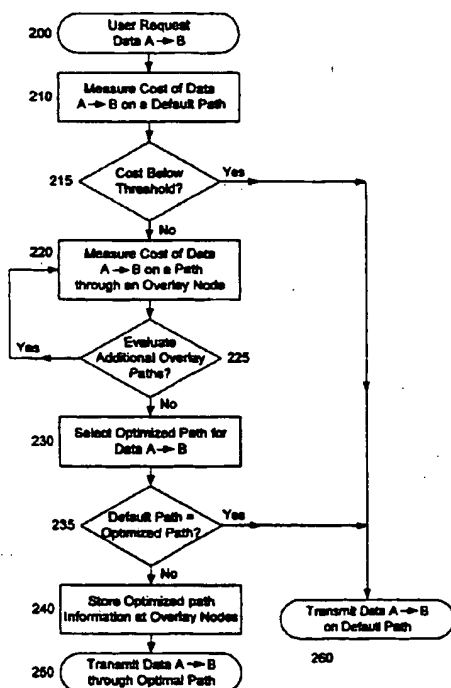 200
User Request
Data A → B
210
Measure Cost of Data
A → B on a Default Path
215
Cost Below
Threshold?
Yes
No
220
Measure Cost of Data
A → B on a Path
through an Overlay Node
Yes
Evaluate
Additional Overlay
Paths?
225
No
230
Select Optimized Path for
Data A → B
235
Default Path =
Optimized Path?
Yes
No
240
Store Optimized path
Information at Overlay Nodes
250
Transmit Data A → B
through Optimal Path
Transmit Data A → B
on Default Path
260